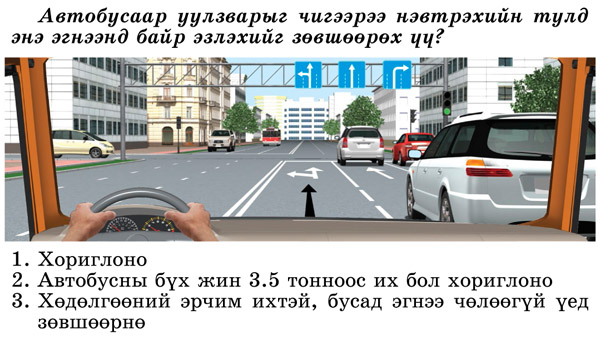 Автобусаар уулзварыг чигээрээ нэвтрэхийн тулд
энэ эгнээнд байр эзлэхийг зөвшөөрөх үү?
1. Хориглоно
2. Автобусны бүх жин 3.5 тонноос их бол хориглоно
3. Хөдөлгөөний эрчим ихтэй, бусад эгнээ чөлөөгүй үед
зөвшөөрнө